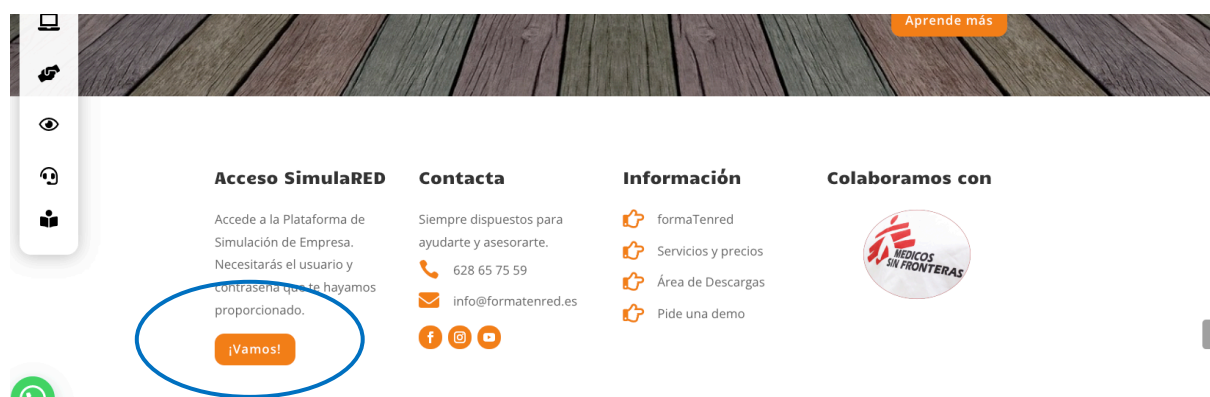 Aprende más
Acceso SimulaRED
Accede a la Plataforma de
Simulación de Empresa.
Necesitarás el usuario y
contraseña que te hayamos
proporcionado.
¡Vamos!
Contacta
Siempre dispuestos para
ayudarte y asesorarte.
628 65 75 59
info@formatenred.es
Información
formaTenred
Servicios y precios
Área de Descargas
Pide una demo
Colaboramos con
MEDICOS
SIN FRONTERAS